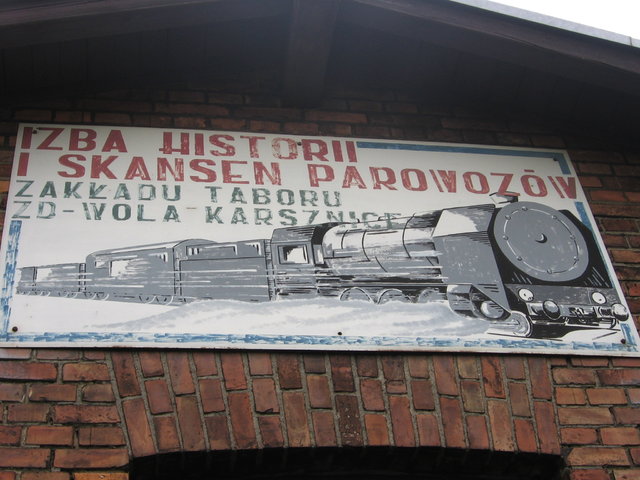 IZBA HISTORII
I SKANSEN PAROWOZÓW
ZAKŁADU TABORU
ZD-WOLA KARSZNICE